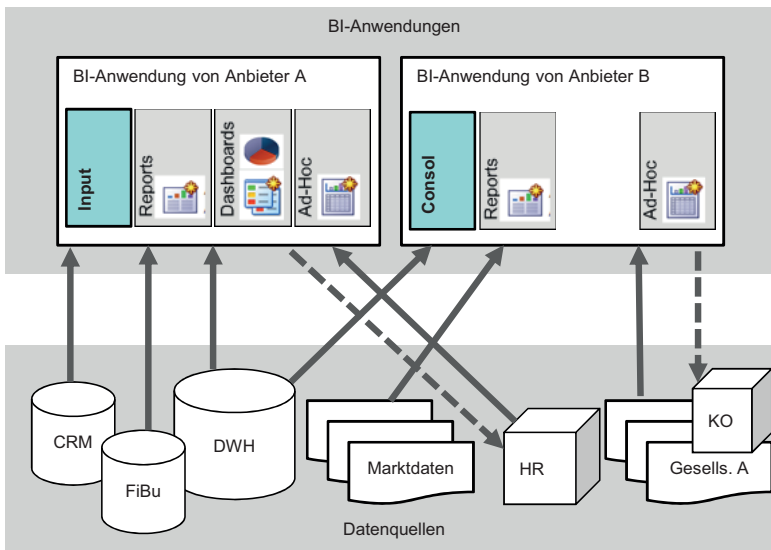 BI-Anwendungen
BI-Anwendung von Anbieter A
Input
Reports
Dashboards
Ad-Hoc
BI-Anwendung von Anbieter B
Consol
Reports
Ad-Hoc
CRM
FiBu
DWH
Marktdaten
HR
KO
Gesells. A
Datenquellen